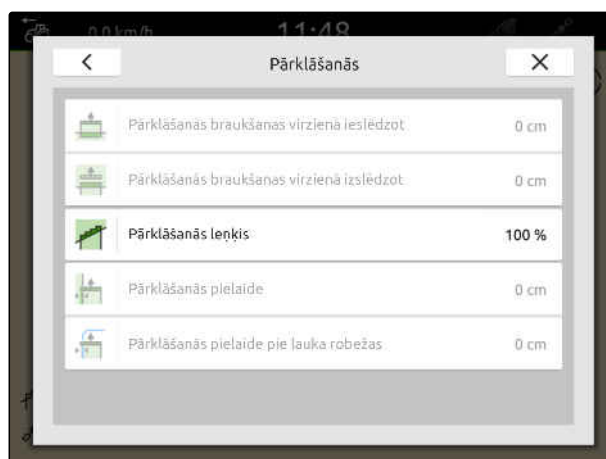 0.0 km/h
11:48
Pārklāšanās
Pārklāšanās braukšanas virzienā ieslēdzot
0 cm
Pārklāšanās braukšanas virzienā izslēdzot
0 cm
Pārklāšanās leņķis
100 %
Pārklāšanās pielaide
0 cm
Pārklāšanās pielaide pie lauka robežas
0 cm